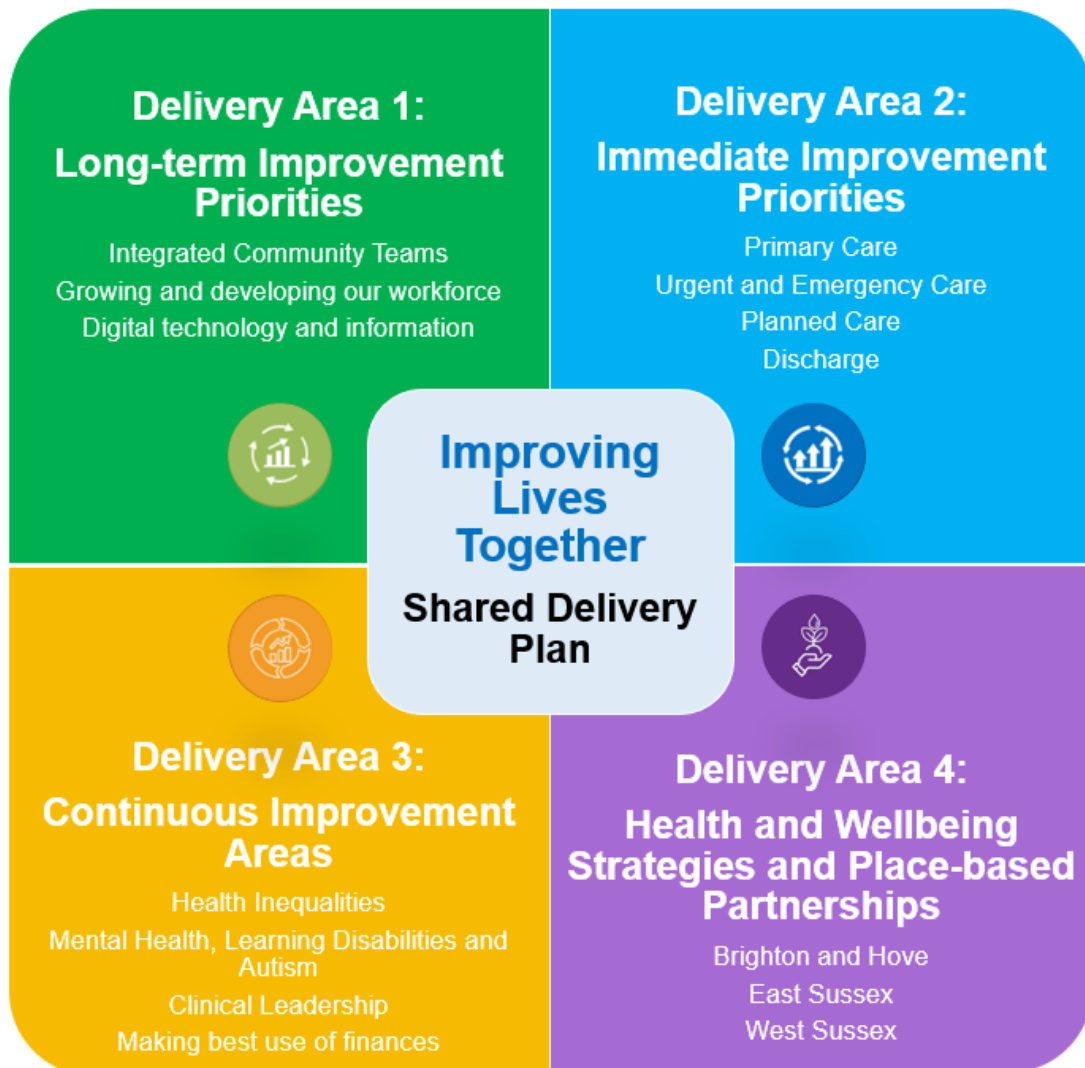 Delivery Area 1:
Long-term Improvement
Priorities
Integrated Community Teams
Growing and developing our workforce
Digital technology and information
Delivery Area 2:
Immediate Improvement
Priorities
Primary Care
Urgent and Emergency Care
Planned Care
Discharge
Improving
Lives
Together
Shared Delivery
Plan
Delivery Area 3:
Continuous Improvement
Areas
Health Inequalities
Mental Health, Learning Disabilities and
Autism
Clinical Leadership
Making best use of finances
Delivery Area 4:
Health and Wellbeing
Strategies and Place-based
Partnerships
Brighton and Hove
East Sussex
West Sussex